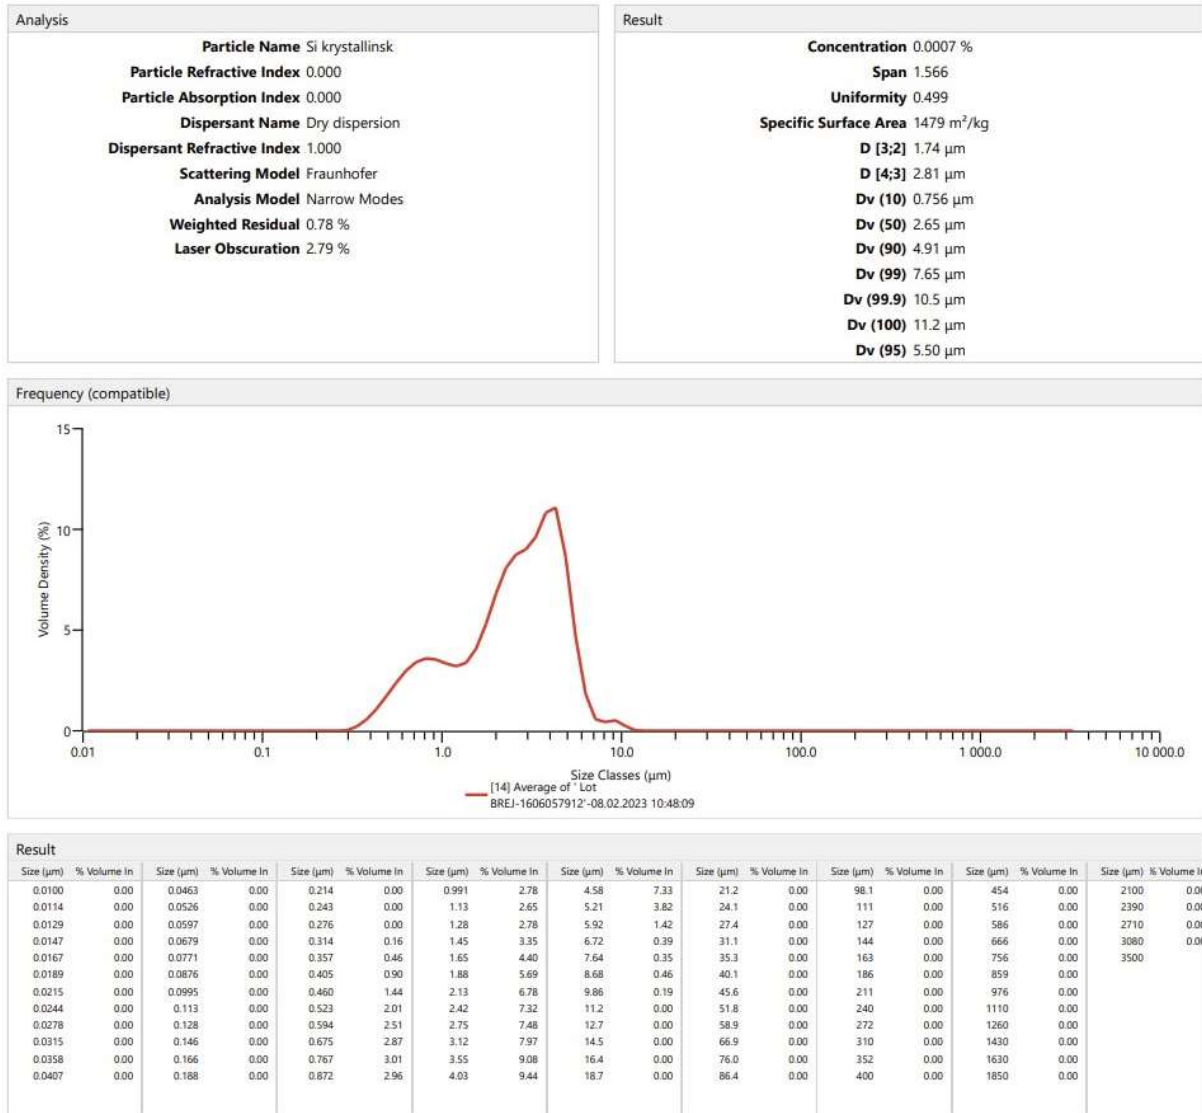 Analysis
Particle Name Si krystallinsk
Particle Refractive Index 0.000
Particle Absorption Index 0.000
Dispersant Name Dry dispersion
Dispersant Refractive Index 1.000
Scattering Model Fraunhofer
Analysis Model Narrow Modes
Weighted Residual 0.78 %
Laser Obscuration 2.79 %
Result
Concentration 0.0007 %
Span 1.566
Uniformity 0.499
Specific Surface Area 1479 m²/kg
D [3;2] 1.74 µm
D [4;3] 2.81 µm
Dv (10) 0.756 µm
Dv (50) 2.65 µm
Dv (90) 4.91 µm
Dv (99) 7.65 µm
Dv (99.9) 10.5 µm
Dv (100) 11.2 µm
Dv (95) 5.50 µm
Frequency (compatible)
Volume Density (%)
15
10
5
0
0.01 0.1 1.0 10.0 100.0 1 000.0 10 000.0
Size Classes (µm)
[14] Average of ' Lot
BREJ-1606057912'-08.02.2023 10:48:09
Result
Size (µm) % Volume In Size (µm) % Volume In Size (µm) % Volume In Size (µm) % Volume In Size (µm) % Volume In Size (µm) % Volume In Size (µm) % Volume In Size (µm) % Volume In Size (µm) % Volume In
0.0100 0.00 0.0463 0.00 0.214 0.00 0.991 2.78 4.58 7.33 21.2 0.00 98.1 0.00 454 0.00 2100 0.00
0.0114 0.00 0.0526 0.00 0.243 0.00 1.13 2.65 5.21 3.82 24.1 0.00 111 0.00 516 0.00 2390 0.00
0.0129 0.00 0.0597 0.00 0.276 0.00 1.28 2.78 5.92 1.42 27.4 0.00 127 0.00 586 0.00 2710 0.00
0.0147 0.00 0.0679 0.00 0.314 0.16 1.45 3.35 6.72 0.39 31.1 0.00 144 0.00 666 0.00 3080 0.00
0.0167 0.00 0.0771 0.00 0.357 0.46 1.65 4.40 7.64 0.35 35.3 0.00 163 0.00 756 0.00 3500
0.0189 0.00 0.0876 0.00 0.405 0.90 1.88 5.69 8.68 0.46 40.1 0.00 186 0.00 859 0.00
0.0215 0.00 0.0995 0.00 0.460 1.44 2.13 6.78 9.86 0.19 45.6 0.00 211 0.00 976 0.00
0.0244 0.00 0.113 0.00 0.523 2.01 2.42 7.32 11.2 0.00 51.8 0.00 240 0.00 1110 0.00
0.0278 0.00 0.128 0.00 0.594 2.51 2.75 7.48 12.7 0.00 58.9 0.00 272 0.00 1260 0.00
0.0315 0.00 0.146 0.00 0.675 2.87 3.12 7.97 14.5 0.00 66.9 0.00 310 0.00 1430 0.00
0.0358 0.00 0.166 0.00 0.767 3.01 3.55 9.08 16.4 0.00 76.0 0.00 352 0.00 1630 0.00
0.0407 0.00 0.188 0.00 0.872 2.96 4.03 9.44 18.7 0.00 86.4 0.00 400 0.00 1850 0.00